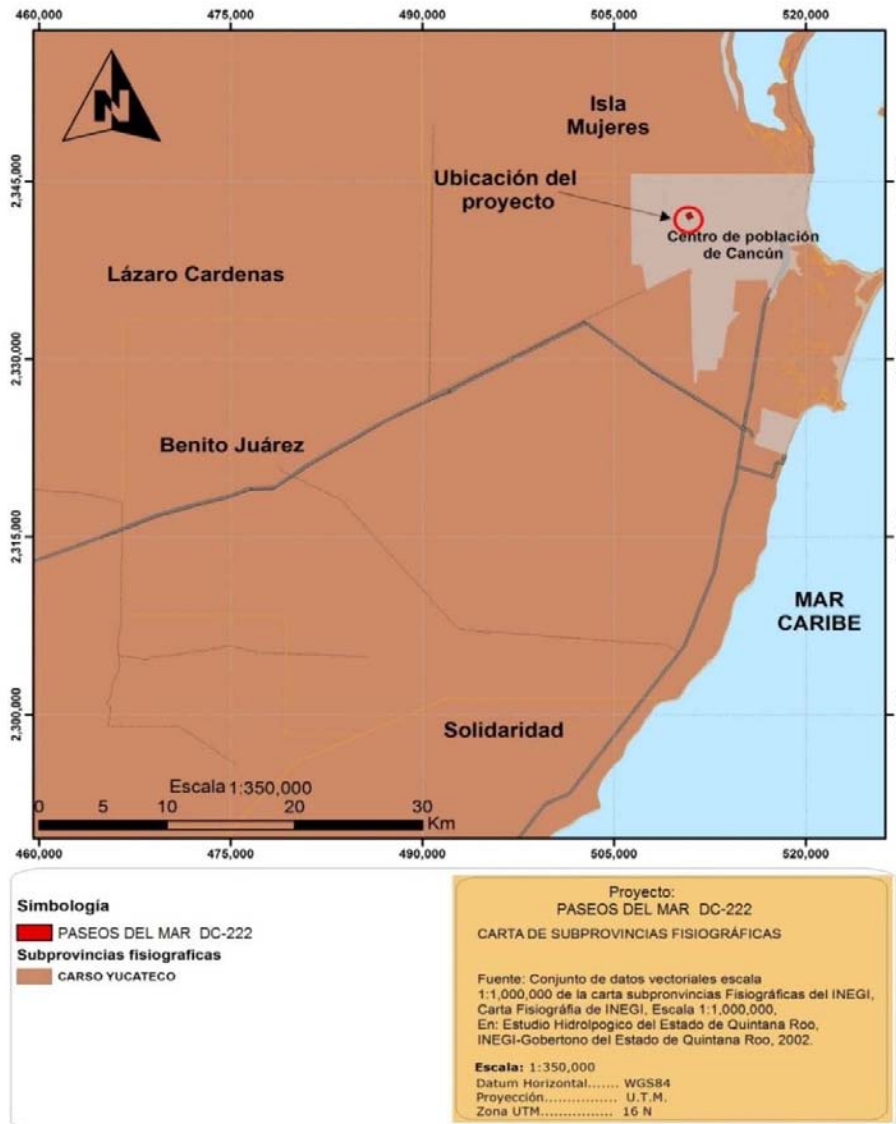 460,000 475,000 490,000 505,000 520,000
N
Isla
Mujeres
2,345,000
Ubicación del
proyecto
Centro de población
de Cancún
Lázaro Cardenas
2,330,000
Benito Juárez
2,315,000
MAR
CARIBE
2,300,000
Solidaridad
Escala 1:350,000
0 5 10 20 30
Km
460,000 475,000 490,000 505,000 520,000
Simbología
PASEOS DEL MAR DC-222
Subprovincias fisiograficas
CARSO YUCATECO
Proyecto:
PASEOS DEL MAR DC-222
CARTA DE SUBPROVINCIAS FISIOGRÁFICAS
Fuente: Conjunto de datos vectoriales escala
1:1,000,000 de la carta subpronvincias Fisiográficas del INEGI,
Carta Fisiográfia de INEGI, Escala 1:1,000,000,
En: Estudio Hidrolpogico del Estado de Quintana Roo,
INEGI-Gobertono del Estado de Quintana Roo, 2002.
Escala: 1:350,000
Datum Horizontal...... WGS84
Proyección................ U.T.M.
Zona UTM................ 16 N